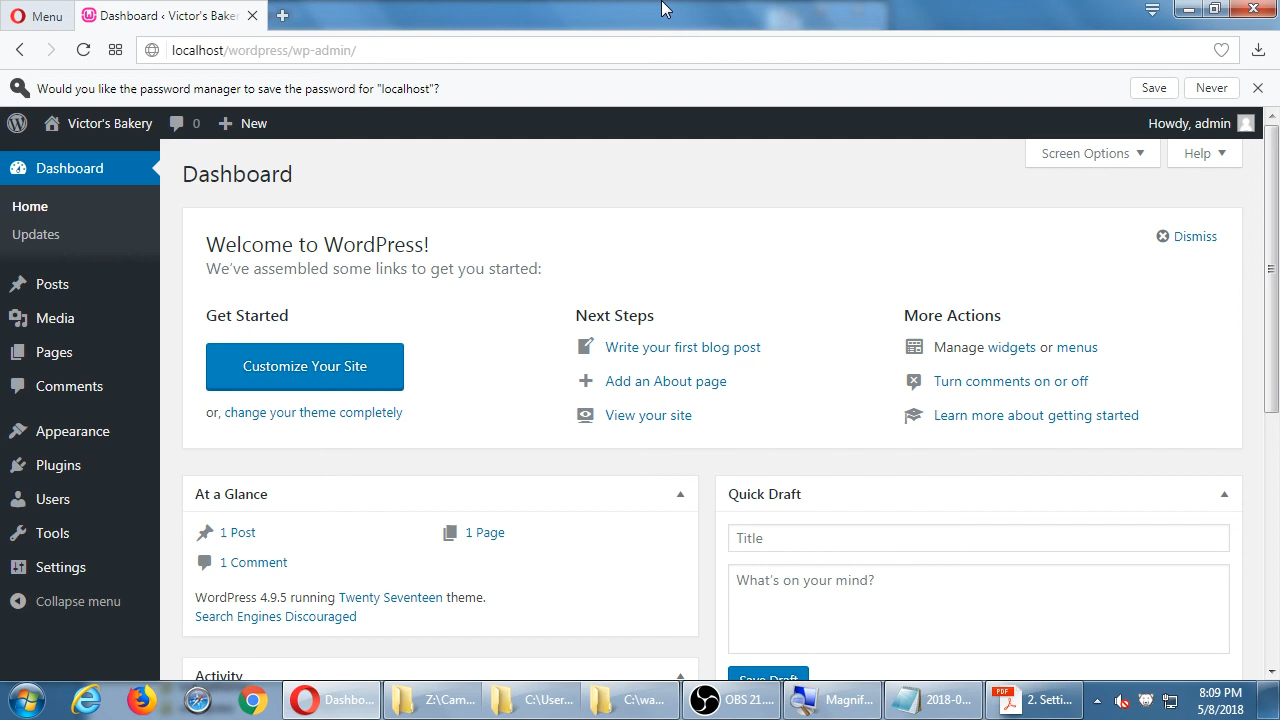 Menu
Dashboard ‹ Victor's Baker
localhost/wordpress/wp-admin/
Would you like the password manager to save the password for "localhost"?
Save
Never
Victor's Bakery
0
New
Howdy, admin
Dashboard
Home
Updates
Posts
Media
Pages
Comments
Appearance
Plugins
Users
Tools
Settings
Collapse menu
Screen Options
Help
Dashboard
Welcome to WordPress!
We've assembled some links to get you started:
Dismiss
Get Started
Customize Your Site
or, change your theme completely
Next Steps
Write your first blog post
Add an About page
View your site
More Actions
Manage widgets or menus
Turn comments on or off
Learn more about getting started
At a Glance
1 Post
1 Page
1 Comment
WordPress 4.9.5 running Twenty Seventeen theme.
Search Engines Discouraged
Activity
Quick Draft
Title
What's on your mind?
Save Draft
Dashbo...
Z:\Cam...
C:\User...
C:\wa...
OBS 21....
Magnif...
2018-0...
PDF
2. Setti...
8:09 PM
5/8/2018